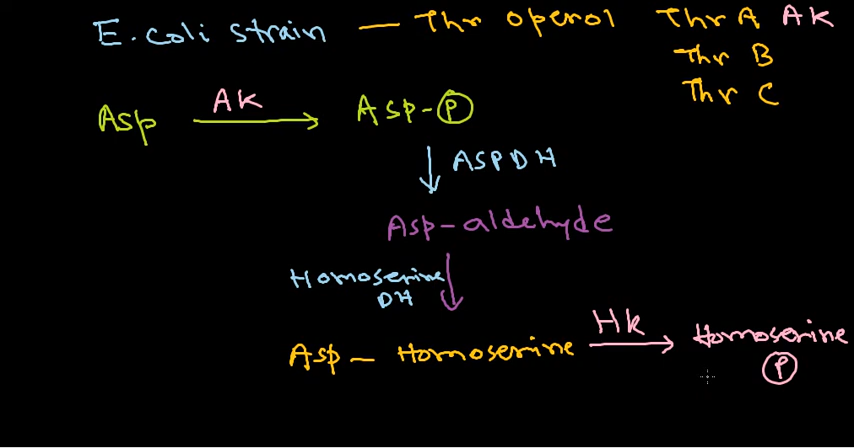 E. coli strain — Thr operol Thr A AK
Thr B
Thr C
Asp AK Asp-P
ASPDH
Asp-aldehyde
Homoserine
DH
Asp - Homoserine Hk Homoserine
P